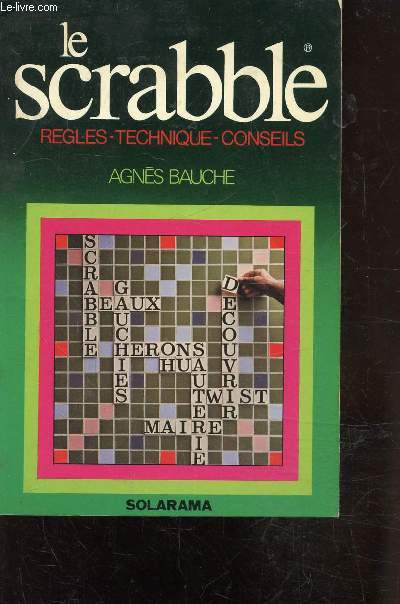 © Le-livre.com
le
scrabble ®
REGLES-TECHNIQUE-CONSEILS
AGNÈS BAUCHE
SCRABBLE
BEAUX
GAUCHIES
DECOUVRIR
HERONS
HUA
SAUTERIE
TWIST
MAIRE
SOLARAMA